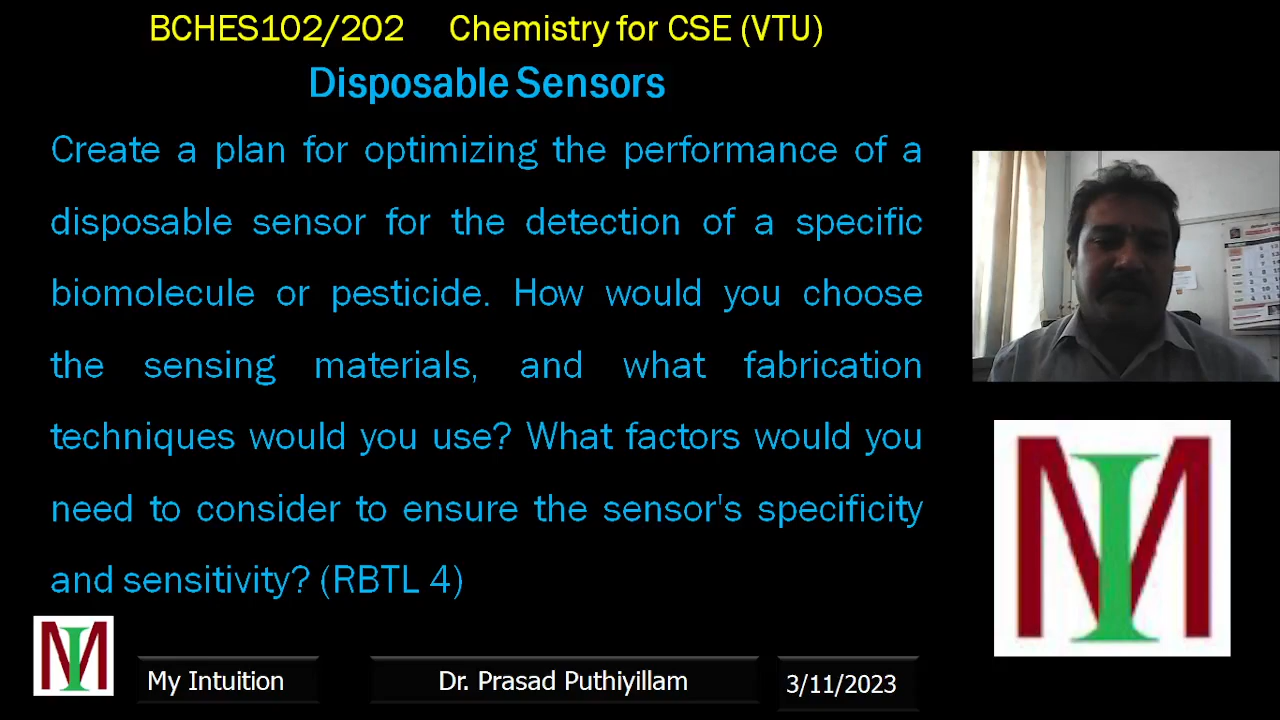 BCHES102/202 Chemistry for CSE (VTU)
Disposable Sensors
Create a plan for optimizing the performance of a
disposable sensor for the detection of a specific
biomolecule or pesticide. How would you choose
the sensing materials, and what fabrication
techniques would you use? What factors would you
need to consider to ensure the sensor's specificity
and sensitivity? (RBTL 4)
MI
MI
My Intuition
Dr. Prasad Puthiyillam
3/11/2023